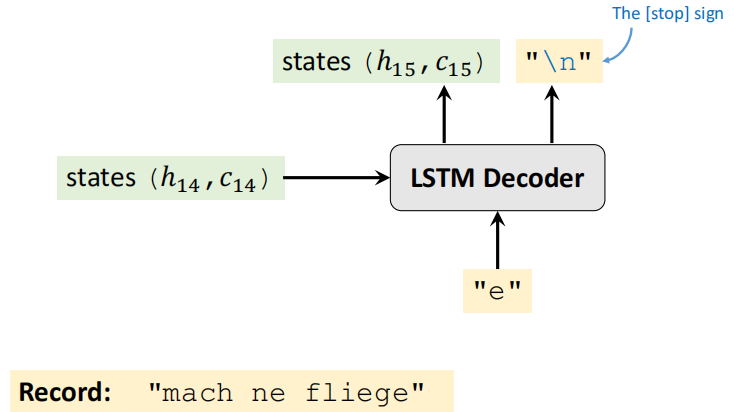 The [stop] sign
states (h₁₅, c₁₅) "\n"
states (h₁₄, c₁₄) LSTM Decoder
"e"
Record: "mach ne fliege"